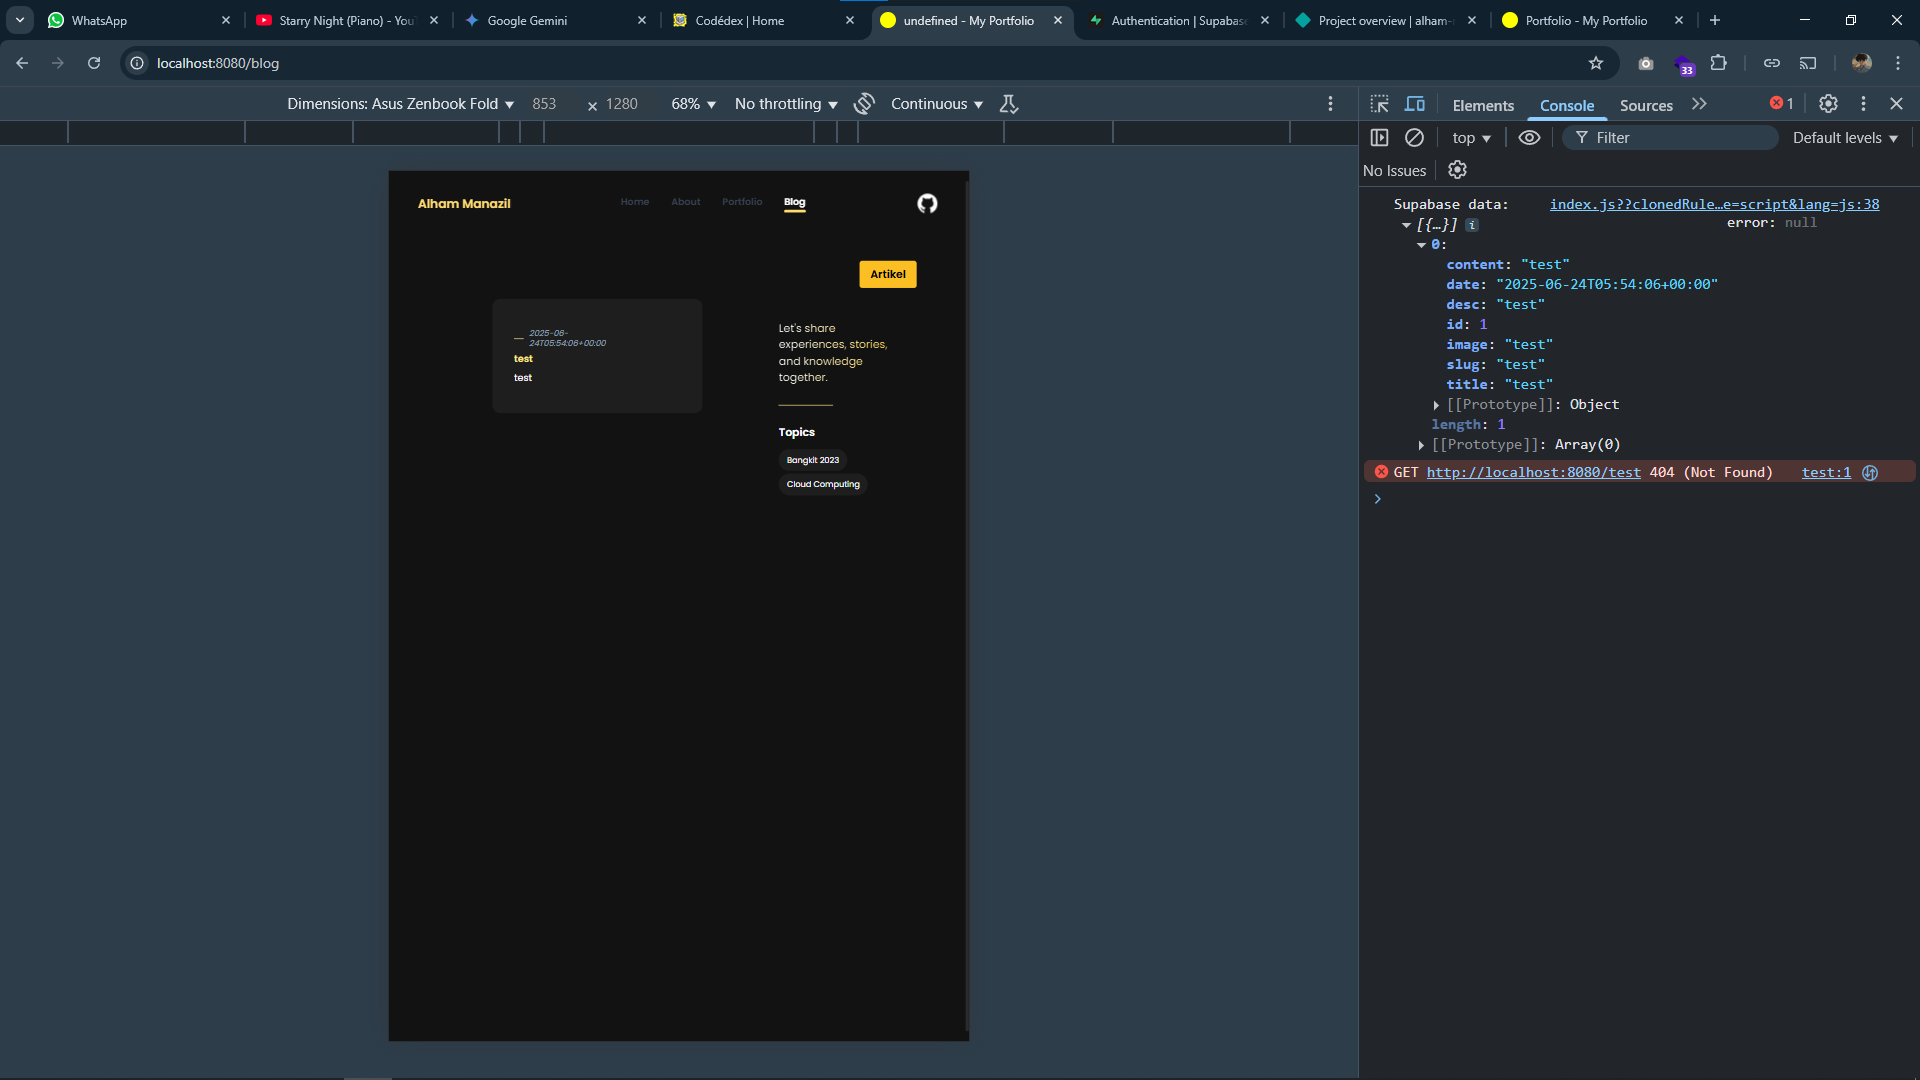 WhatsApp
Starry Night (Piano) - You
Google Gemini
Codédex | Home
undefined - My Portfolio
Authentication | Supabase
Project overview | alham-
Portfolio - My Portfolio
localhost:8080/blog
33
Dimensions: Asus Zenbook Fold 853 × 1280 68% No throttling Continuous
Elements Console Sources 1
top Filter Default levels
No Issues
Alham Manazil Home About Portfolio Blog
Artikel
2025-06-
24T05:54:06+00:00
test
test
Let's share
experiences, stories,
and knowledge
together.
Topics
Bangkit 2023
Cloud Computing
Supabase data: index.js??clonedRule…e=script&lang=js:38
[{…}] i error: null
0:
content: "test"
date: "2025-06-24T05:54:06+00:00"
desc: "test"
id: 1
image: "test"
slug: "test"
title: "test"
[[Prototype]]: Object
length: 1
[[Prototype]]: Array(0)
GET http://localhost:8080/test 404 (Not Found) test:1